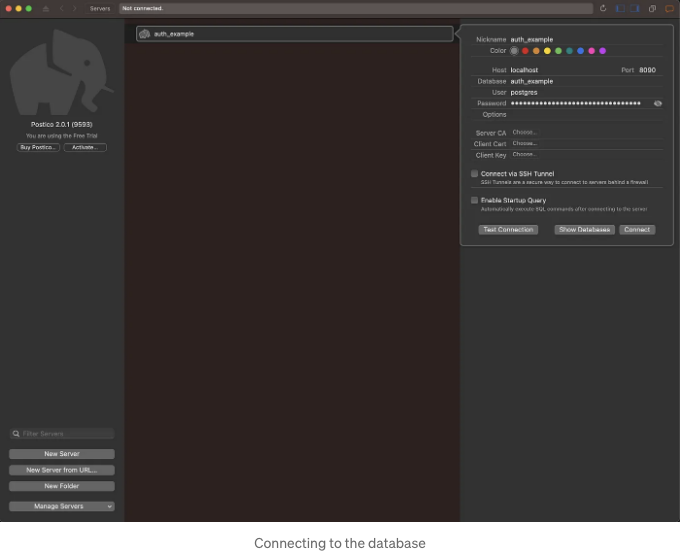 Servers
Not connected.
auth_example
Postico 2.0.1 (9593)
You are using the Free Trial
Buy Postico...
Activate...
Filter Servers
New Server
New Server from URL...
New Folder
Manage Servers
Nickname auth_example
Color
Host localhost Port 8090
Database auth_example
User postgres
Password ••••••••••••••••••••••••••••••••
Options
Server CA Choose...
Client Cert Choose...
Client Key Choose...
Connect via SSH Tunnel
SSH Tunnels are a secure way to connect to servers behind a firewall
Enable Startup Query
Automatically execute SQL commands after connecting to the server
Test Connection
Show Databases
Connect
Connecting to the database